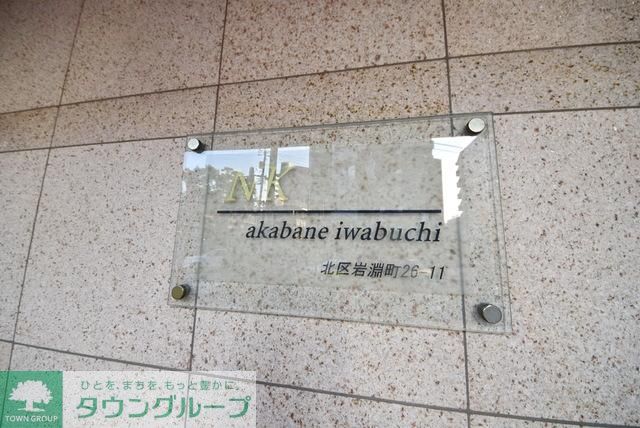 NK
akabane iwabuchi
北区岩淵町26-11
ひとを、まちを、もっと豊かに。
タウングループ
TOWN GROUP